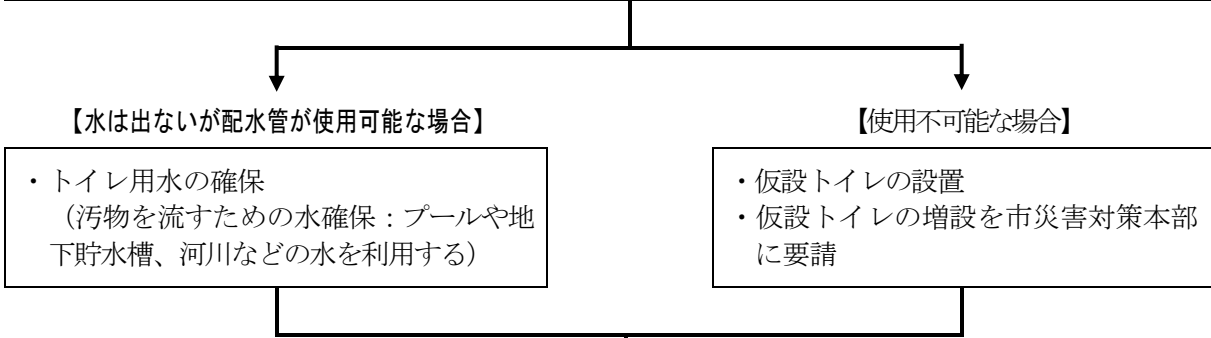 【水は出ないが配水管が使用可能な場合】
・トイレ用水の確保
（汚物を流すための水確保：プールや地
下貯水槽、河川などの水を利用する）
【使用不可能な場合】
・仮設トイレの設置
・仮設トイレの増設を市災害対策本部
に要請